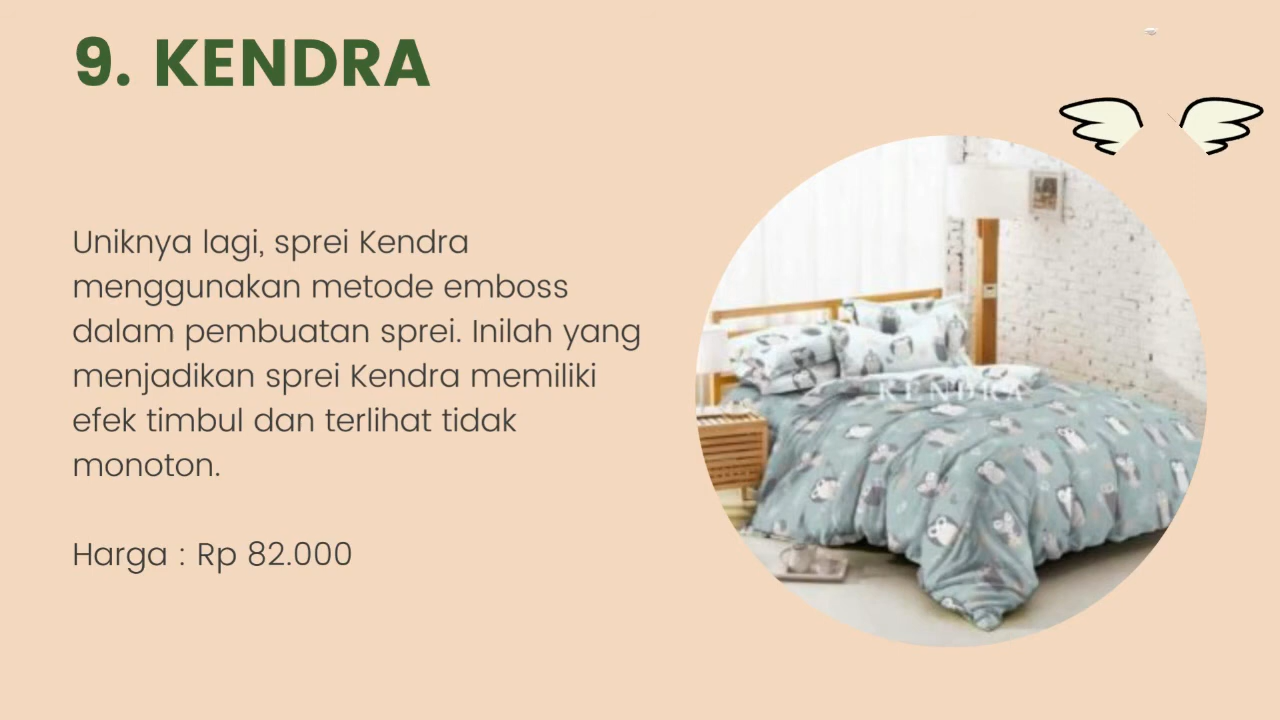 9. KENDRA
Uniknya lagi, sprei Kendra
menggunakan metode emboss
dalam pembuatan sprei. Inilah yang
menjadikan sprei Kendra memiliki
efek timbul dan terlihat tidak
monoton.
Harga : Rp 82.000
KENDRA